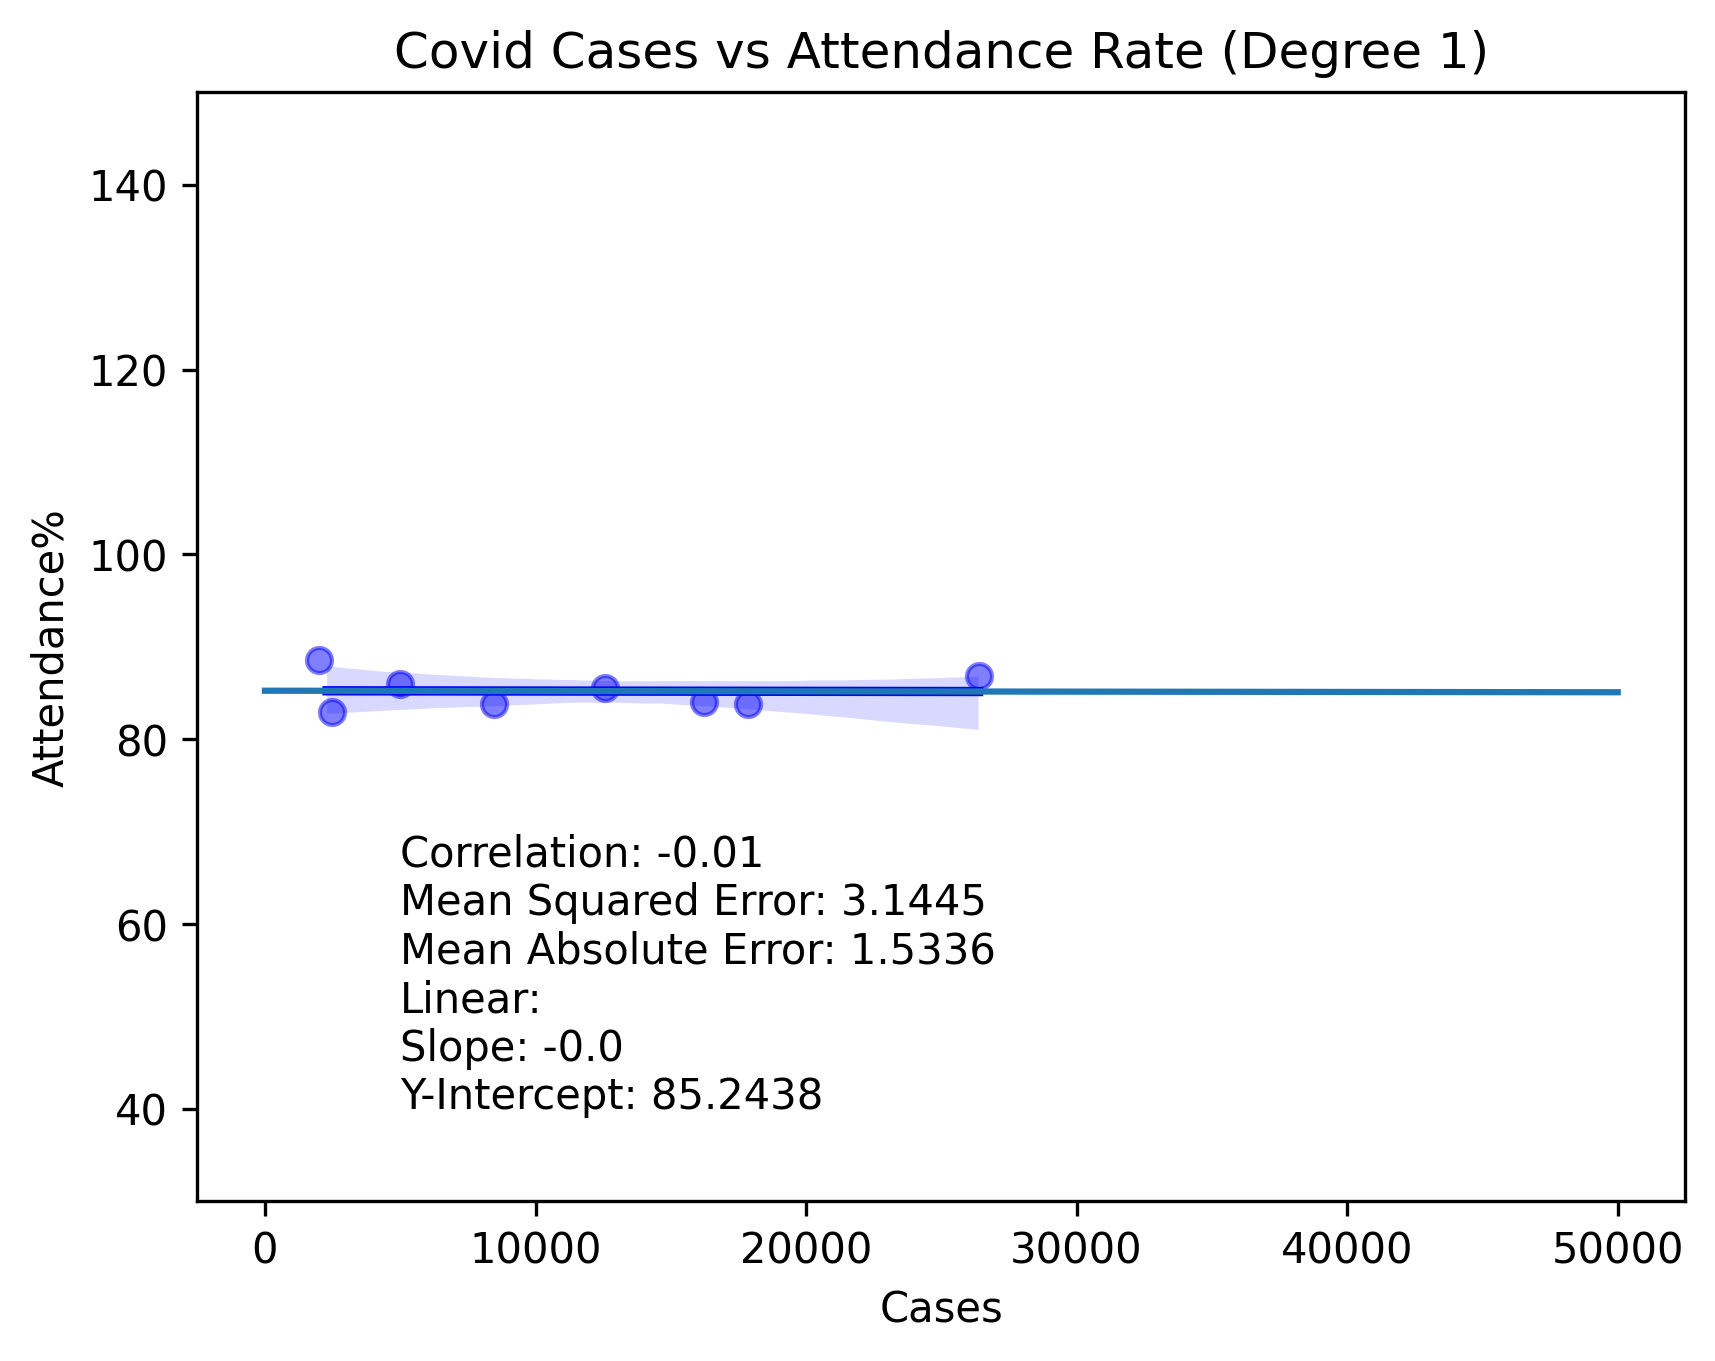 Covid Cases vs Attendance Rate (Degree 1)
140
120
100
80
60
40
Attendance%
Correlation: -0.01
Mean Squared Error: 3.1445
Mean Absolute Error: 1.5336
Linear:
Slope: -0.0
Y-Intercept: 85.2438
0 10000 20000 30000 40000 50000
Cases